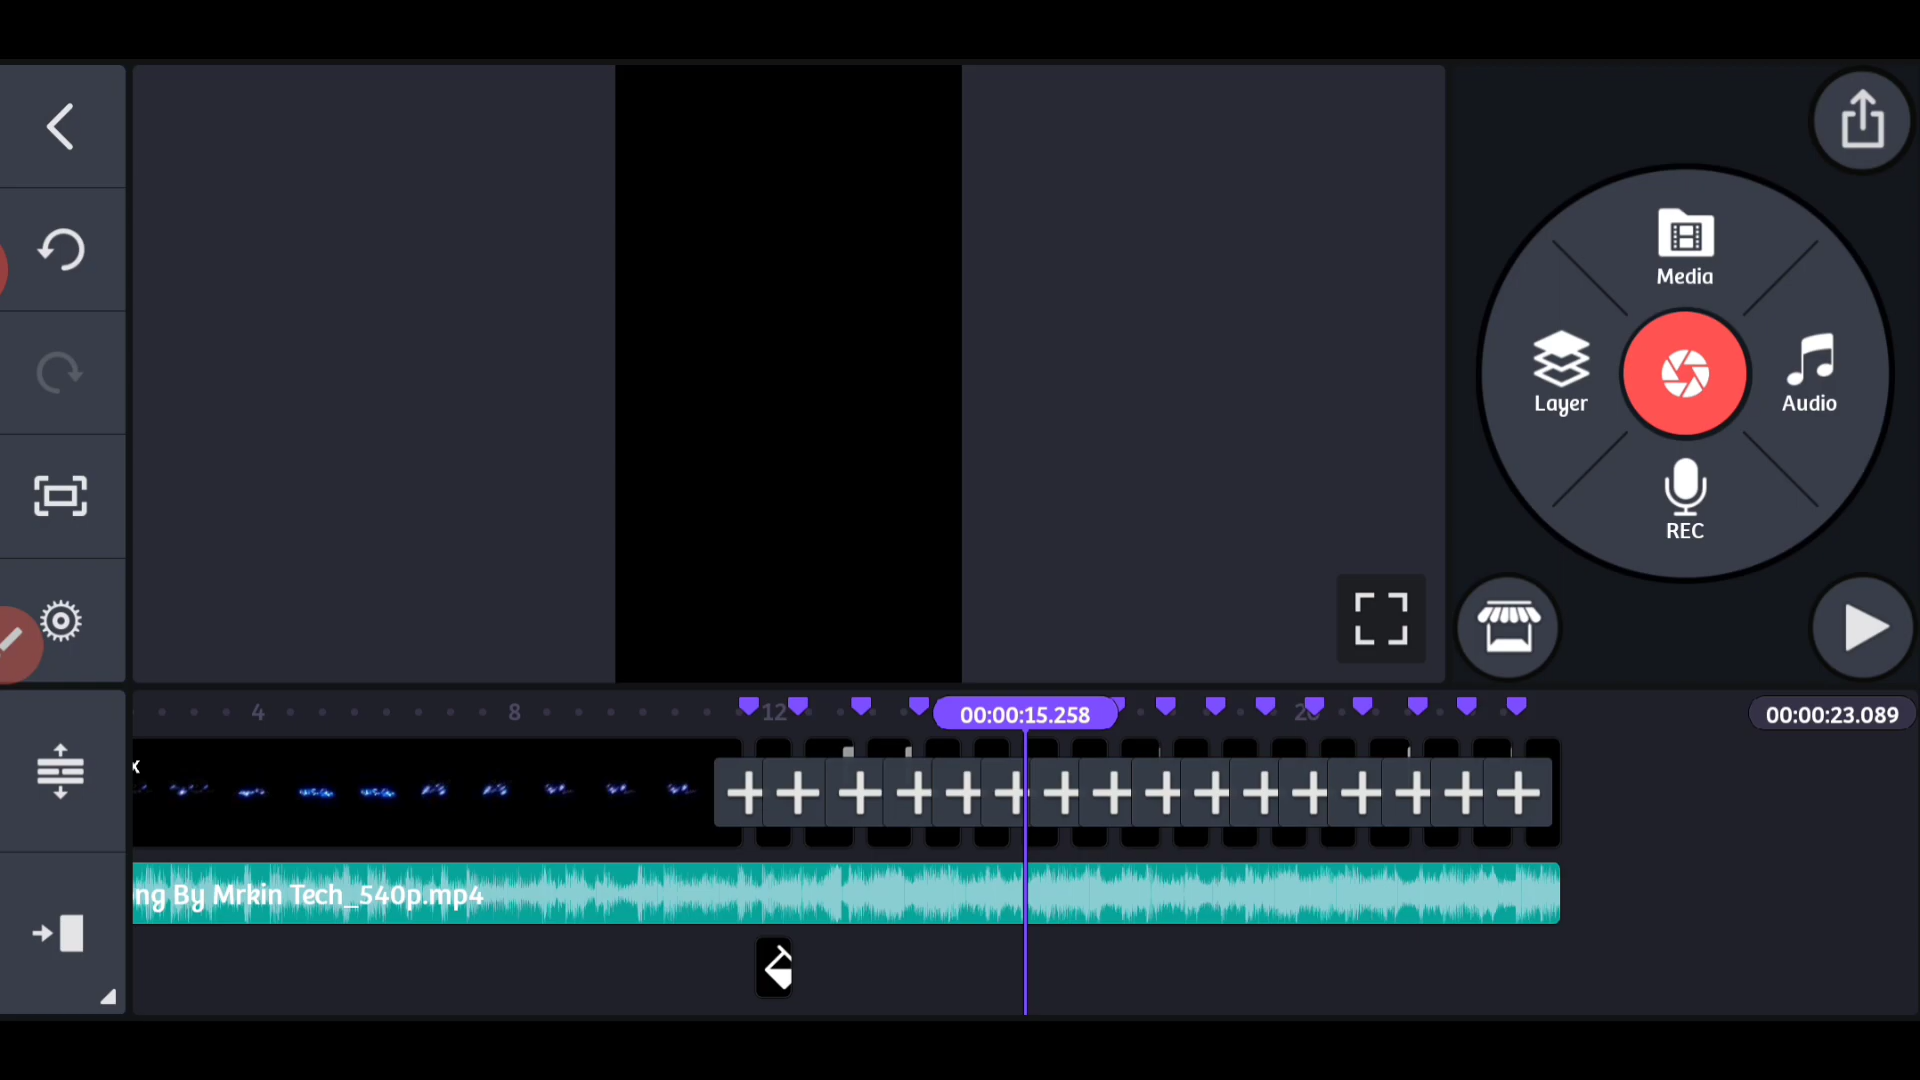 Media
Layer
Audio
REC
4
8
12
00:00:15.258
00:00:23.089
x
ng By Mrkin Tech_540p.mp4